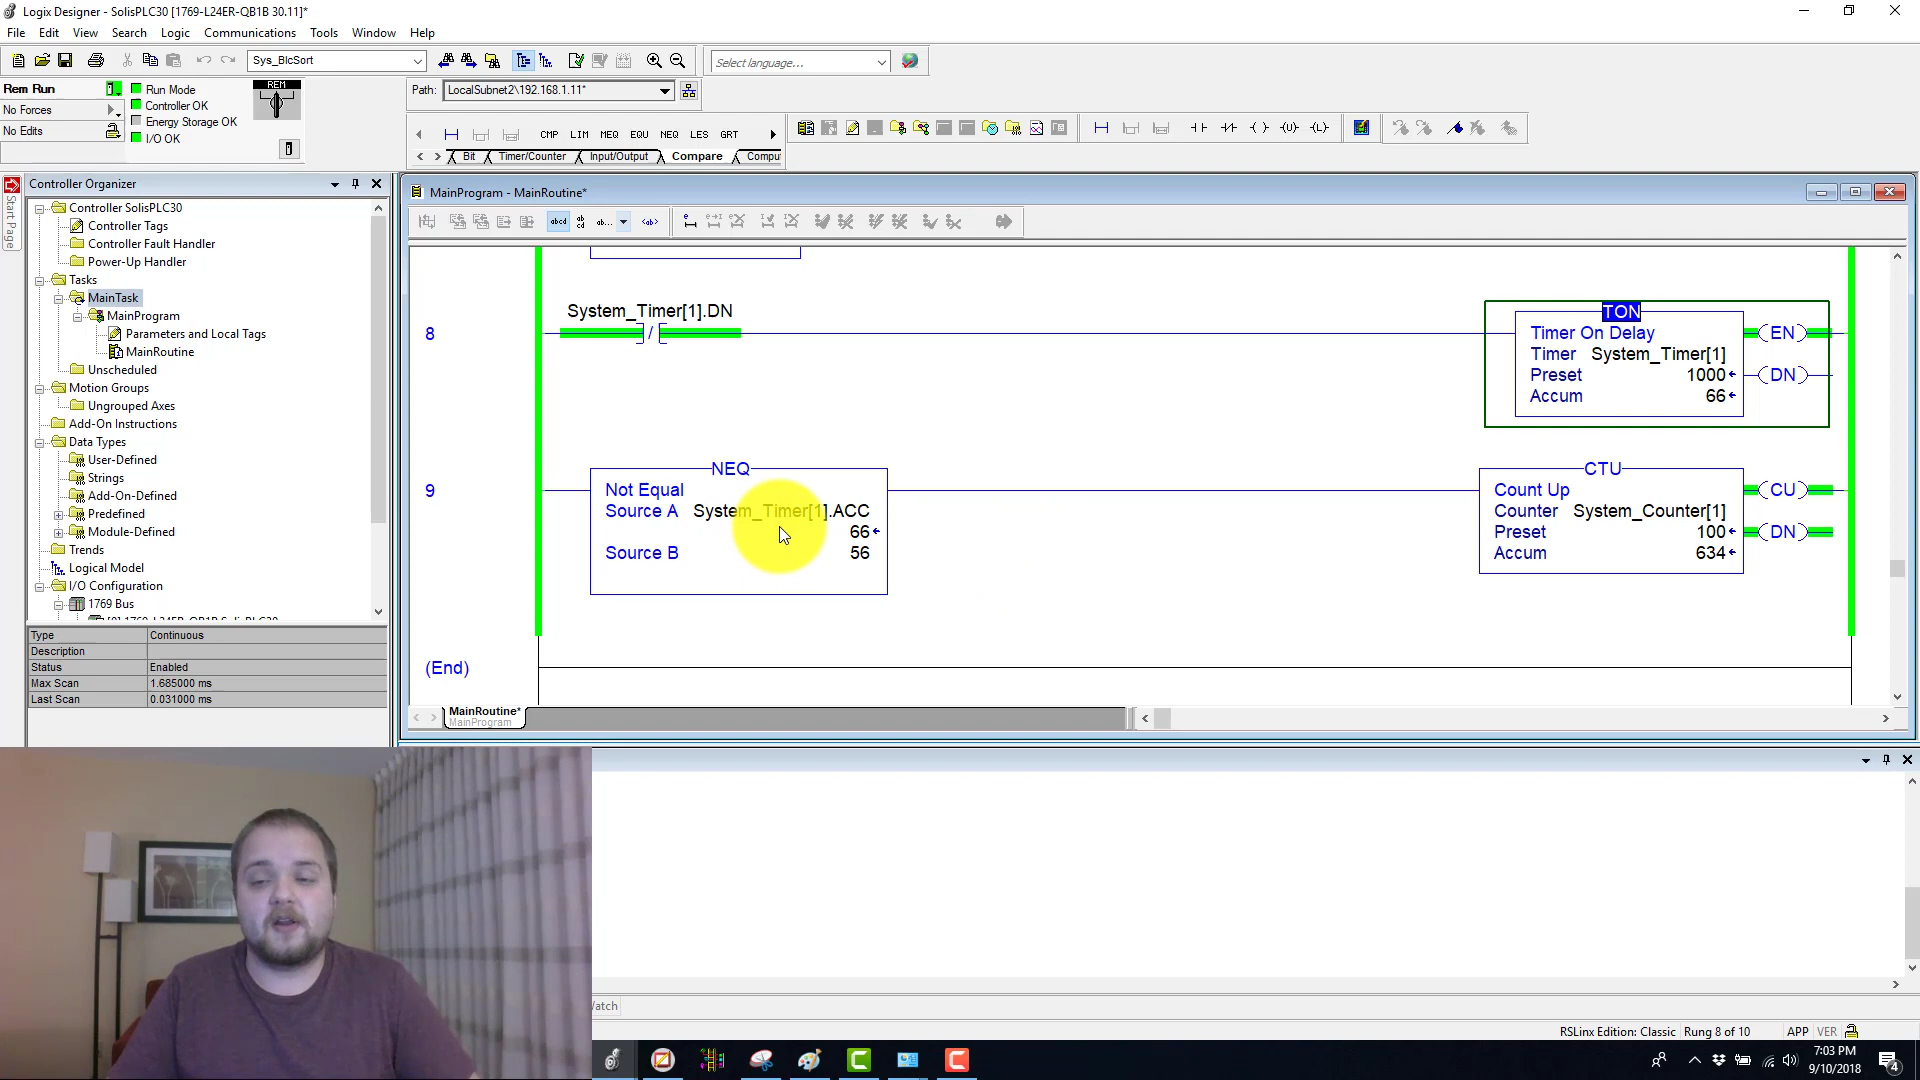 Logix Designer - SolisPLC30 [1769-L24ER-QB1B 30.11]*
File Edit View Search Logic Communications Tools Window Help
Sys_BlcSort
Select language...
Rem Run
No Forces
No Edits
Run Mode
Controller OK
Energy Storage OK
I/O OK
REM
Path: LocalSubnet2\192.168.1.11*
CMP LIM MEQ EQU NEQ LES GRT
Bit Timer/Counter Input/Output Compare Comput
Start Page
Controller Organizer
Controller SolisPLC30
Controller Tags
Controller Fault Handler
Power-Up Handler
Tasks
MainTask
MainProgram
Parameters and Local Tags
MainRoutine
Unscheduled
Motion Groups
Ungrouped Axes
Add-On Instructions
Data Types
User-Defined
Strings
Add-On-Defined
Predefined
Module-Defined
Trends
Logical Model
I/O Configuration
1769 Bus
Type Continuous
Description
Status Enabled
Max Scan 1.685000 ms
Last Scan 0.031000 ms
MainProgram - MainRoutine*
8
System_Timer[1].DN
TON
Timer On Delay
Timer System_Timer[1]
Preset 1000
Accum 66
EN
DN
9
NEQ
Not Equal
Source A System_Timer[1].ACC
66
Source B 56
CTU
Count Up
Counter System_Counter[1]
Preset 100
Accum 634
CU
DN
(End)
MainRoutine*
MainProgram
Watch
RSLinx Edition: Classic Rung 8 of 10 APP VER
7:03 PM
9/10/2018
4